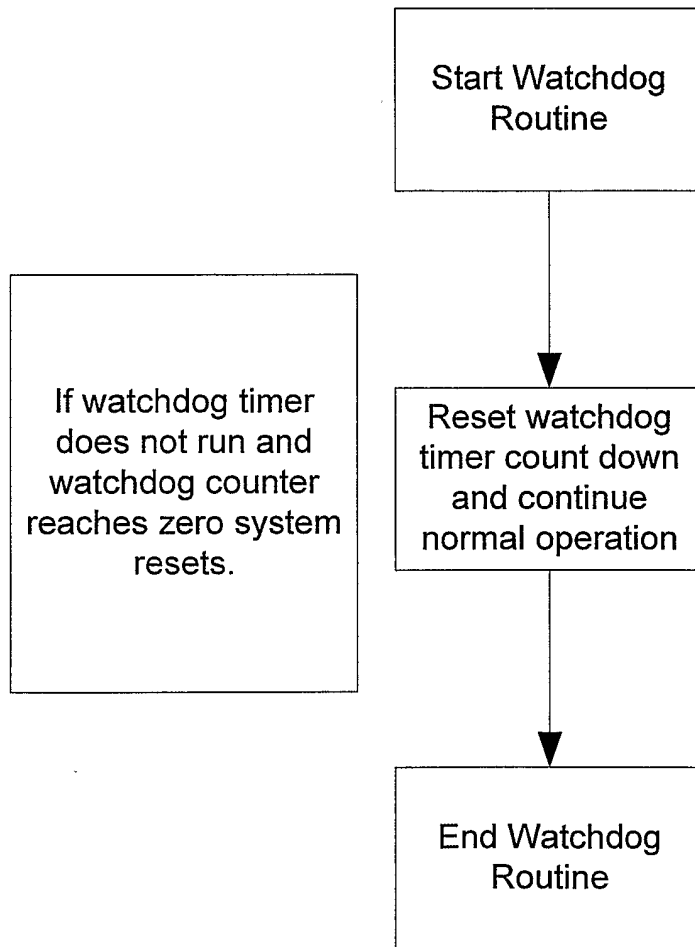 Start Watchdog
Routine
If watchdog timer
does not run and
watchdog counter
reaches zero system
resets.
Reset watchdog
timer count down
and continue
normal operation
End Watchdog
Routine